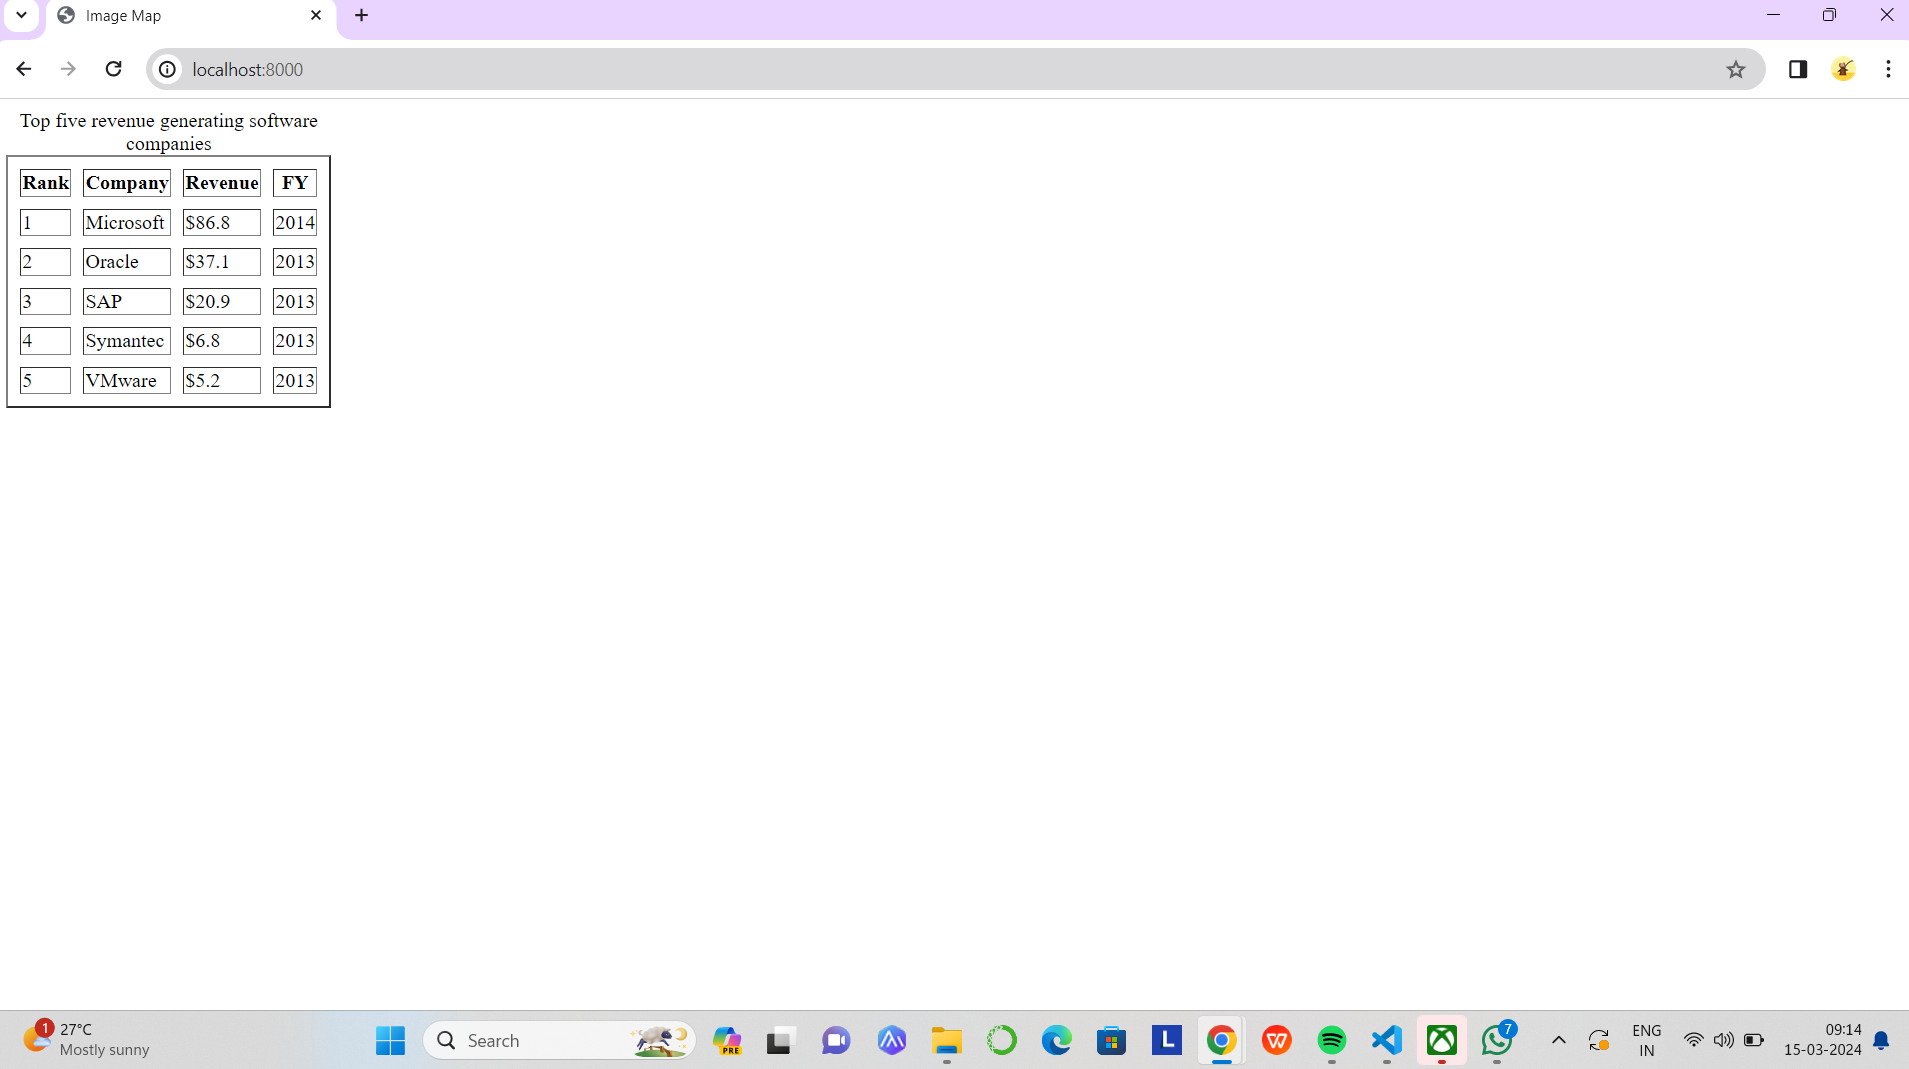 Image Map
localhost:8000
Top five revenue generating software
companies
Rank Company Revenue FY
1 Microsoft $86.8 2014
2 Oracle $37.1 2013
3 SAP $20.9 2013
4 Symantec $6.8 2013
5 VMware $5.2 2013
1 27°C
Mostly sunny
Search
PRE
L
W
7
ENG
IN
09:14
15-03-2024